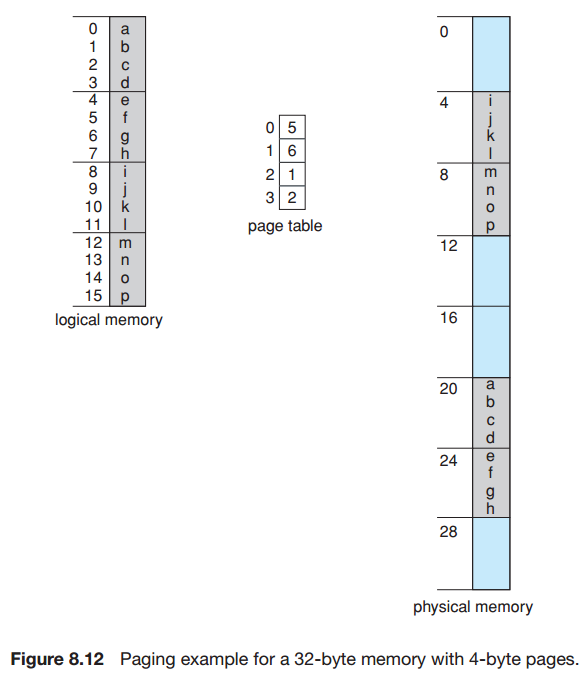 0 a
1 b
2 c
3 d
4 e
5 f
6 g
7 h
8 i
9 j
10 k
11 l
12 m
13 n
14 o
15 p
logical memory
0 5
1 6
2 1
3 2
page table
0
4 i
j
k
l
8 m
n
o
p
12
16
20 a
b
c
d
24 e
f
g
h
28
physical memory
Figure 8.12 Paging example for a 32-byte memory with 4-byte pages.